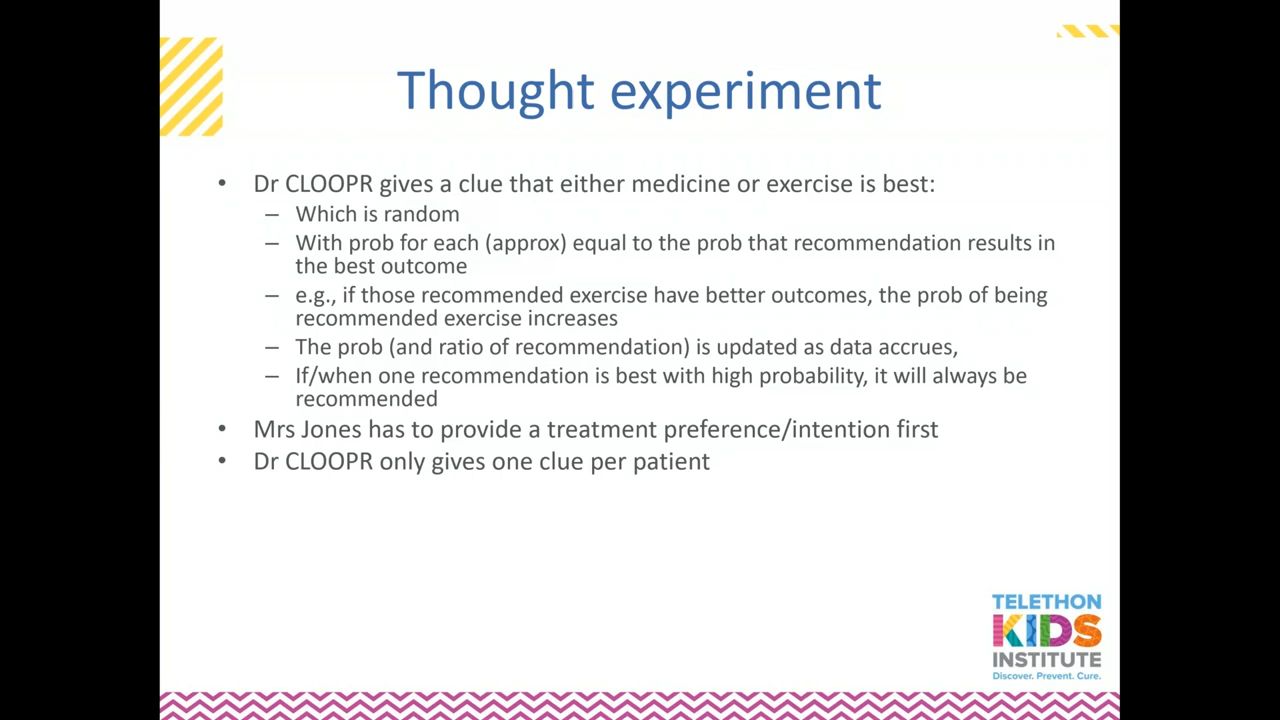 Thought experiment
• Dr CLOOPR gives a clue that either medicine or exercise is best:
– Which is random
– With prob for each (approx) equal to the prob that recommendation results in
the best outcome
– e.g., if those recommended exercise have better outcomes, the prob of being
recommended exercise increases
– The prob (and ratio of recommendation) is updated as data accrues,
– If/when one recommendation is best with high probability, it will always be
recommended
• Mrs Jones has to provide a treatment preference/intention first
• Dr CLOOPR only gives one clue per patient
TELETHON
KIDS
INSTITUTE
Discover. Prevent. Cure.